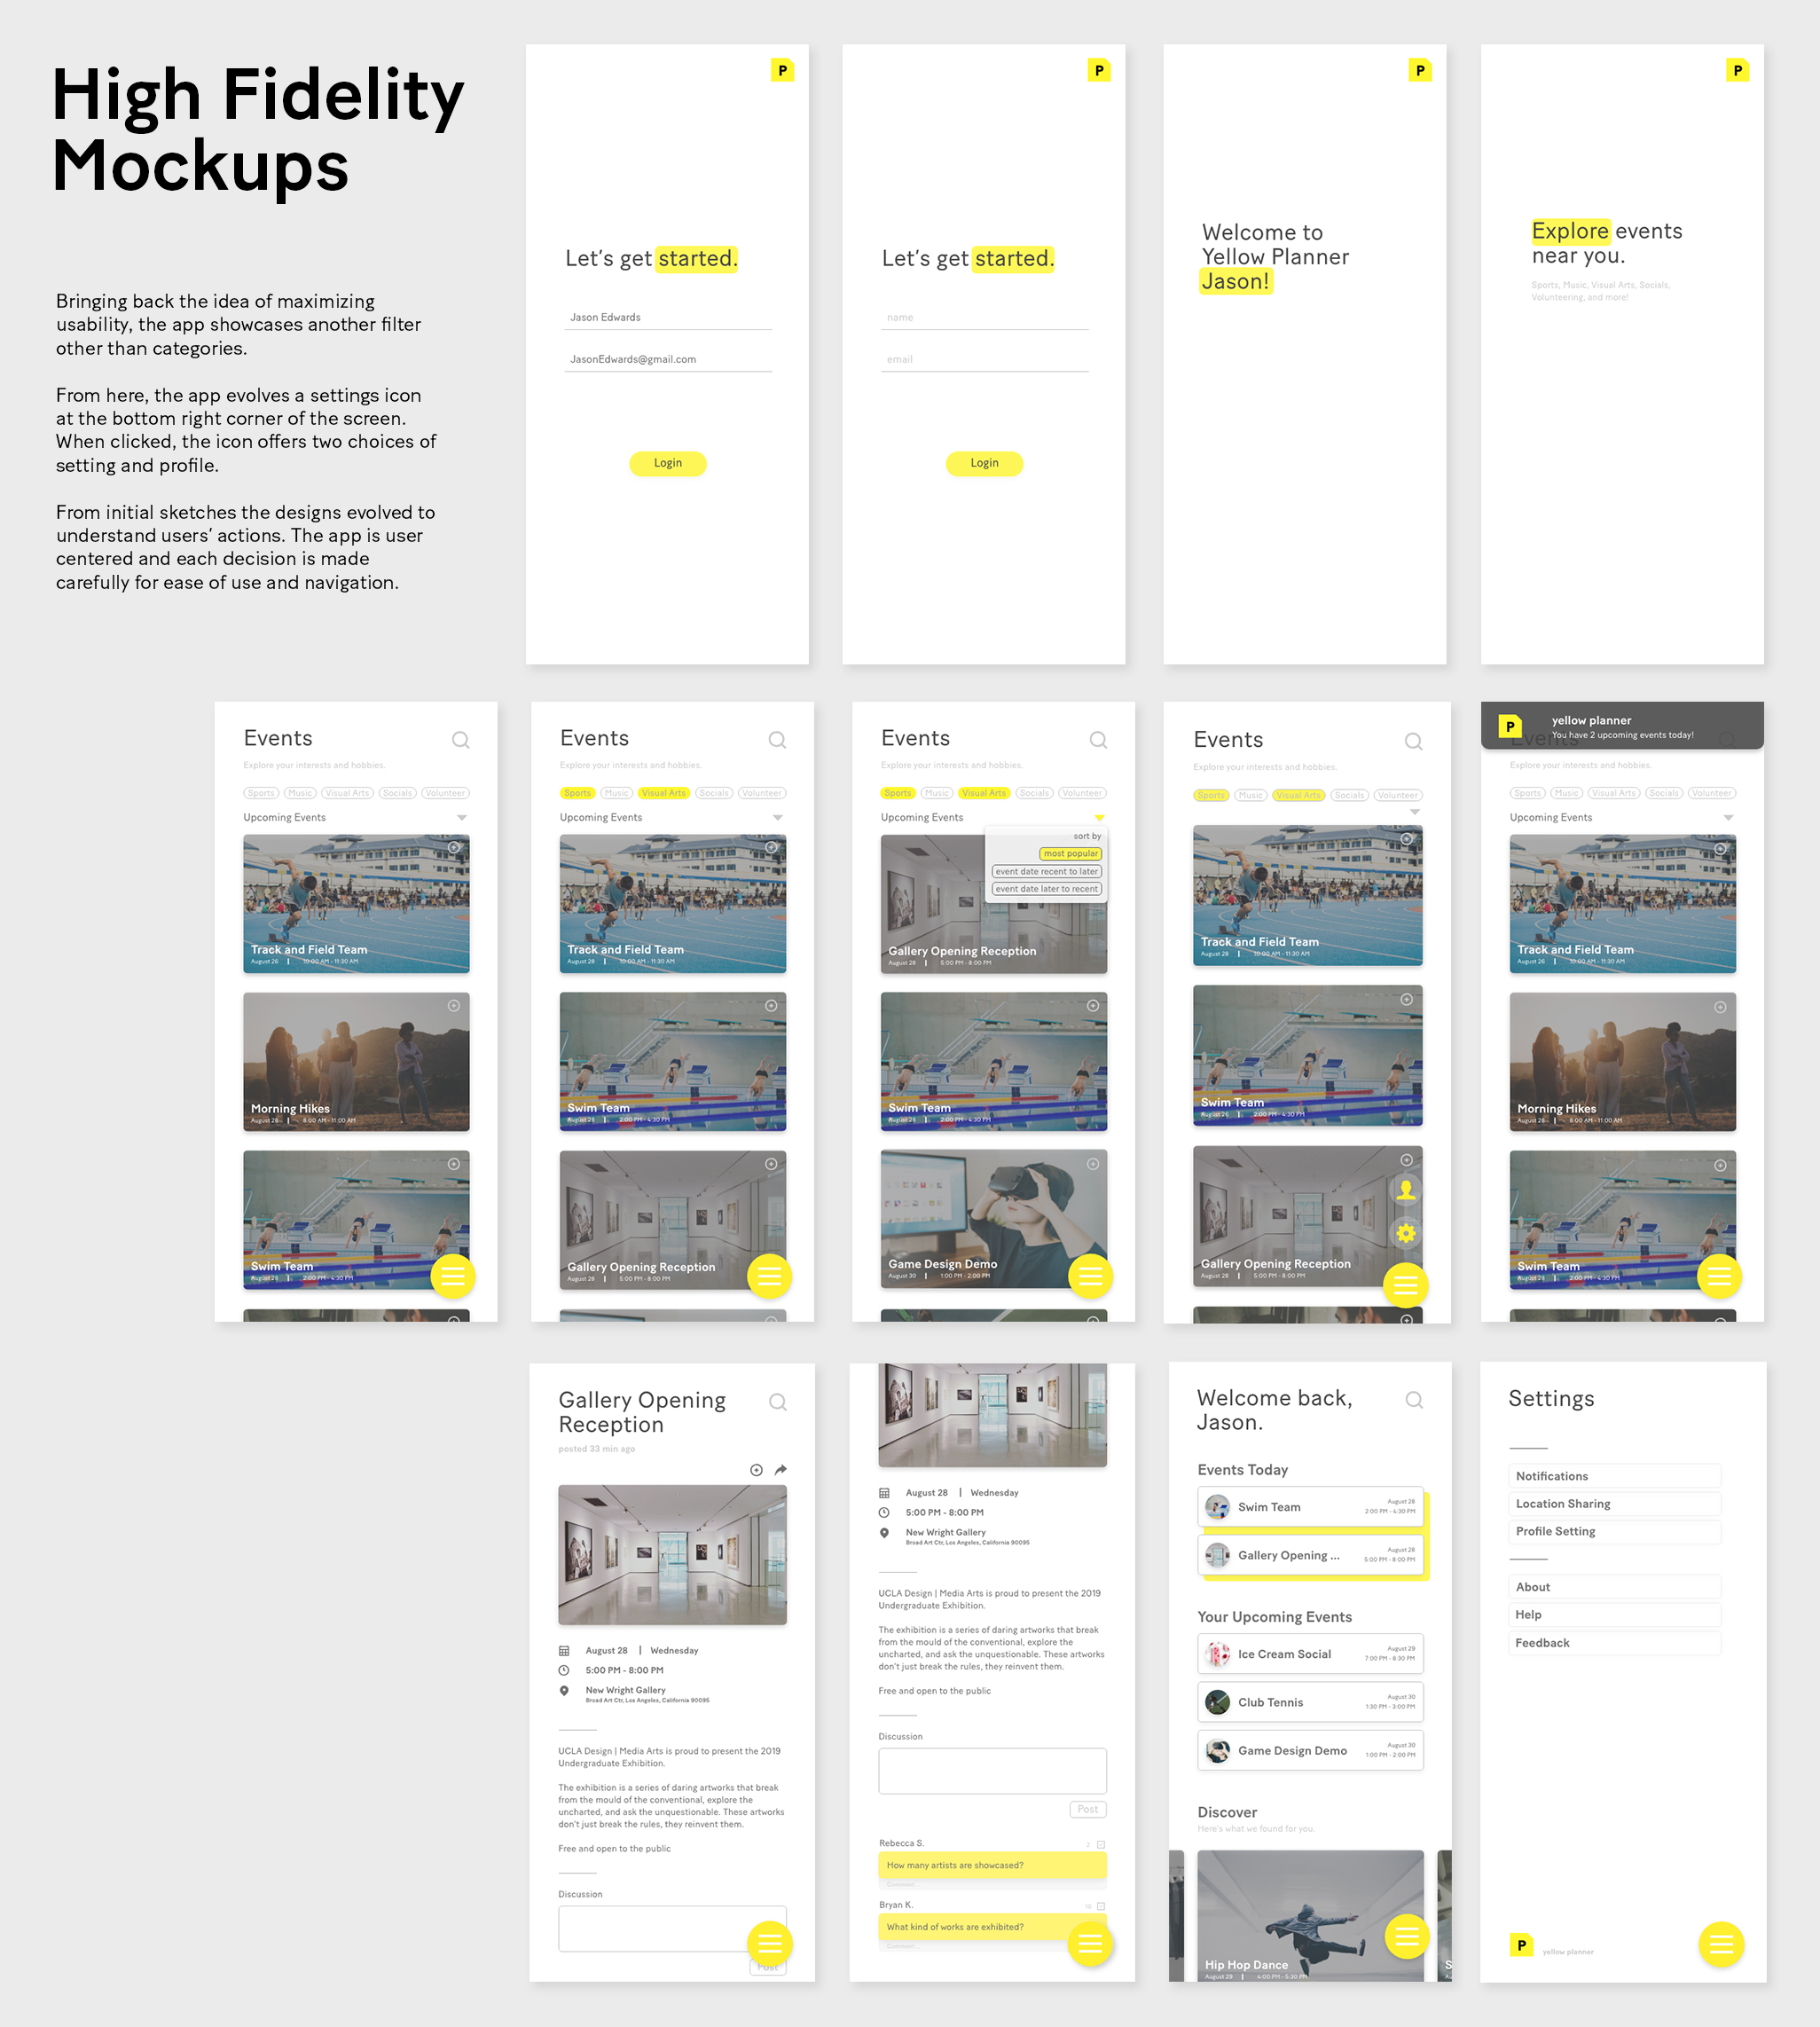 High Fidelity
Mockups
Bringing back the idea of maximizing
usability, the app showcases another filter
other than categories.
From here, the app evolves a settings icon
at the bottom right corner of the screen.
When clicked, the icon offers two choices of
setting and profile.
From initial sketches the designs evolved to
understand users' actions. The app is user
centered and each decision is made
carefully for ease of use and navigation.
P
Let's get started.
Jason Edwards
JasonEdwards@gmail.com
Login
P
Let's get started.
name
email
Login
P
Welcome to
Yellow Planner
Jason!
P
Explore events
near you.
Sports, Music, Visual Arts, Socials,
Volunteering, and more!
Events
Explore your interests and hobbies.
Sports Music Visual Arts Socials Volunteer
Upcoming Events
Track and Field Team
August 26 | 10:00 AM - 11:30 AM
Morning Hikes
August 28 | 8:00 AM - 11:00 AM
Swim Team
August 28 | 2:00 PM - 4:30 PM
Events
Explore your interests and hobbies.
Sports Music Visual Arts Socials Volunteer
Upcoming Events
Track and Field Team
August 28 | 10:00 AM - 11:30 AM
Swim Team
August 28 | 2:00 PM - 4:30 PM
Gallery Opening Reception
August 28 | 5:00 PM - 8:00 PM
Events
Explore your interests and hobbies.
Sports Music Visual Arts Socials Volunteer
Upcoming Events
sort by
most popular
event date recent to later
event date later to recent
Gallery Opening Reception
August 28 | 5:00 PM - 8:00 PM
Swim Team
August 28 | 2:00 PM - 4:30 PM
Game Design Demo
August 30 | 1:00 PM - 2:00 PM
Events
Explore your interests and hobbies.
Sports Music Visual Arts Socials Volunteer
Track and Field Team
August 28 | 10:00 AM - 11:30 AM
Swim Team
August 28 | 2:00 PM - 4:30 PM
Gallery Opening Reception
August 28 | 5:00 PM - 8:00 PM
P
yellow planner
You have 2 upcoming events today!
Events
Explore your interests and hobbies.
Sports Music Visual Arts Socials Volunteer
Upcoming Events
Track and Field Team
August 26 | 10:00 AM - 11:30 AM
Morning Hikes
August 28 | 8:00 AM - 11:00 AM
Swim Team
August 28 | 2:00 PM - 4:30 PM
Gallery Opening
Reception
posted 33 min ago
August 28 | Wednesday
5:00 PM - 8:00 PM
New Wright Gallery
Broad Art Ctr, Los Angeles, California 90095
UCLA Design | Media Arts is proud to present the 2019
Undergraduate Exhibition.
The exhibition is a series of daring artworks that break
from the mould of the conventional, explore the
uncharted, and ask the unquestionable. These artworks
don't just break the rules, they reinvent them.
Free and open to the public
Discussion
Post
August 28 | Wednesday
5:00 PM - 8:00 PM
New Wright Gallery
Broad Art Ctr, Los Angeles, California 90095
UCLA Design | Media Arts is proud to present the 2019
Undergraduate Exhibition.
The exhibition is a series of daring artworks that break
from the mould of the conventional, explore the
uncharted, and ask the unquestionable. These artworks
don't just break the rules, they reinvent them.
Free and open to the public
Discussion
Post
Rebecca S. 2
How many artists are showcased?
Comment...
Bryan K. 10
What kind of works are exhibited?
Comment...
Welcome back,
Jason.
Events Today
Swim Team
August 28
2:00 PM - 4:30 PM
Gallery Opening ...
August 28
5:00 PM - 8:00 PM
Your Upcoming Events
Ice Cream Social
August 29
7:00 PM - 8:30 PM
Club Tennis
August 30
1:30 PM - 3:00 PM
Game Design Demo
August 30
1:00 PM - 2:00 PM
Discover
Here's what we found for you.
Hip Hop Dance
August 29 | 4:00 PM - 5:30 PM
S
Settings
Notifications
Location Sharing
Profile Setting
About
Help
Feedback
P
yellow planner